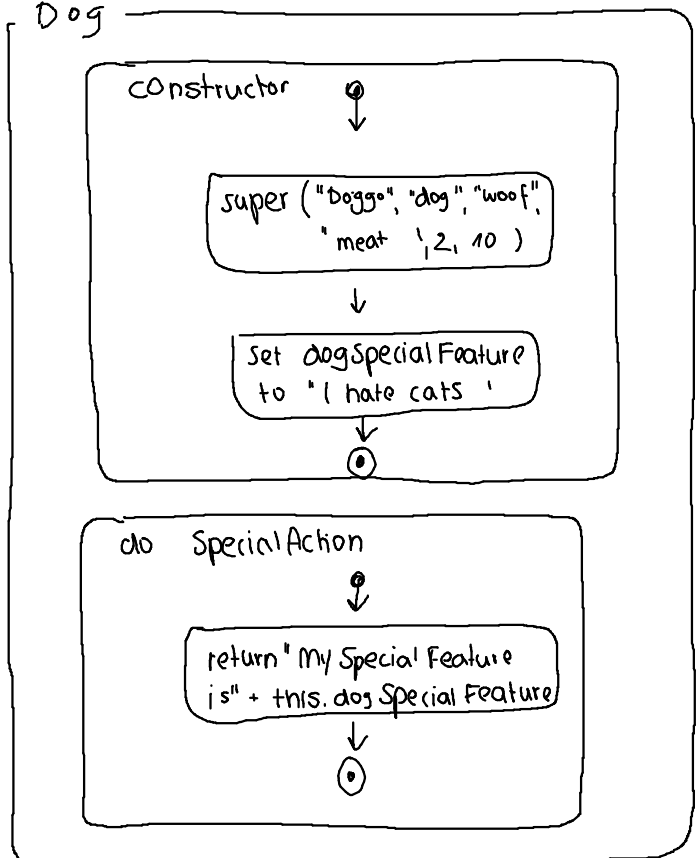 Dog
constructor
super ("Doggo", "dog", "woof",
"meat ', 2, 10 )
set dogSpecialFeature
to "I hate cats '
do SpecialAction
return "My Special Feature
is" + this.dogSpecialFeature